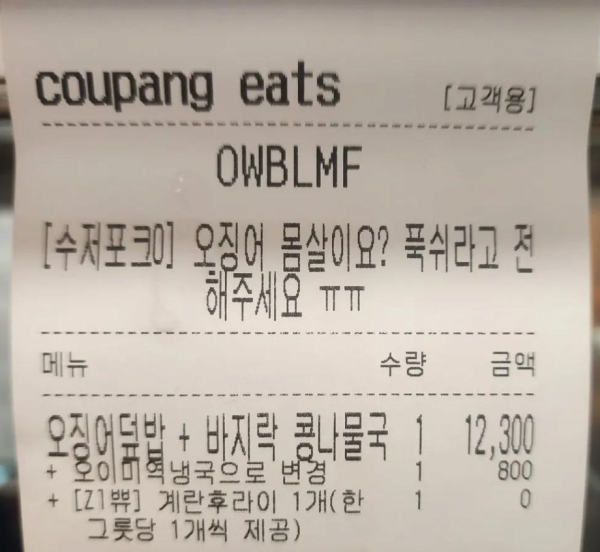 coupang eats [고객용]
OWBLMF
[수저포크O] 오징어 몸살이요? 푹쉬라고 전
해주세요 ㅠㅠ
메뉴 수량 금액
오징어덮밥 + 바지락 콩나물국 1 12,300
+ 오이미역냉국으로 변경 1 800
+ [리뷰] 계란후라이 1개(한 1 0
그릇당 1개씩 제공)